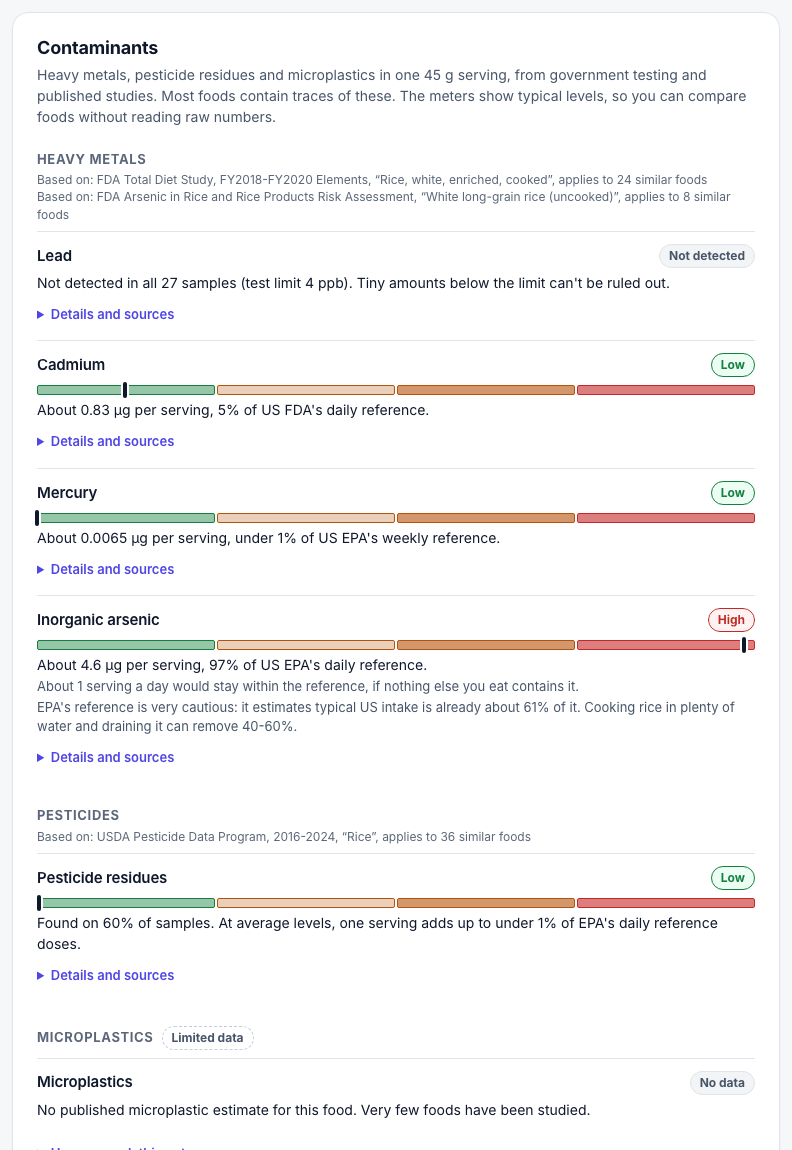 Contaminants
Heavy metals, pesticide residues and microplastics in one 45 g serving, from government testing and
published studies. Most foods contain traces of these. The meters show typical levels, so you can compare
foods without reading raw numbers.
HEAVY METALS
Based on: FDA Total Diet Study, FY2018-FY2020 Elements, “Rice, white, enriched, cooked”, applies to 24 similar foods
Based on: FDA Arsenic in Rice and Rice Products Risk Assessment, “White long-grain rice (uncooked)”, applies to 8 similar
foods
Lead
Not detected
Not detected in all 27 samples (test limit 4 ppb). Tiny amounts below the limit can't be ruled out.
Details and sources
Cadmium
Low
About 0.83 µg per serving, 5% of US FDA's daily reference.
Details and sources
Mercury
Low
About 0.0065 µg per serving, under 1% of US EPA's weekly reference.
Details and sources
Inorganic arsenic
High
About 4.6 µg per serving, 97% of US EPA's daily reference.
About 1 serving a day would stay within the reference, if nothing else you eat contains it.
EPA's reference is very cautious: it estimates typical US intake is already about 61% of it. Cooking rice in plenty of
water and draining it can remove 40-60%.
Details and sources
PESTICIDES
Based on: USDA Pesticide Data Program, 2016-2024, “Rice”, applies to 36 similar foods
Pesticide residues
Low
Found on 60% of samples. At average levels, one serving adds up to under 1% of EPA's daily reference
doses.
Details and sources
MICROPLASTICS
Limited data
Microplastics
No data
No published microplastic estimate for this food. Very few foods have been studied.